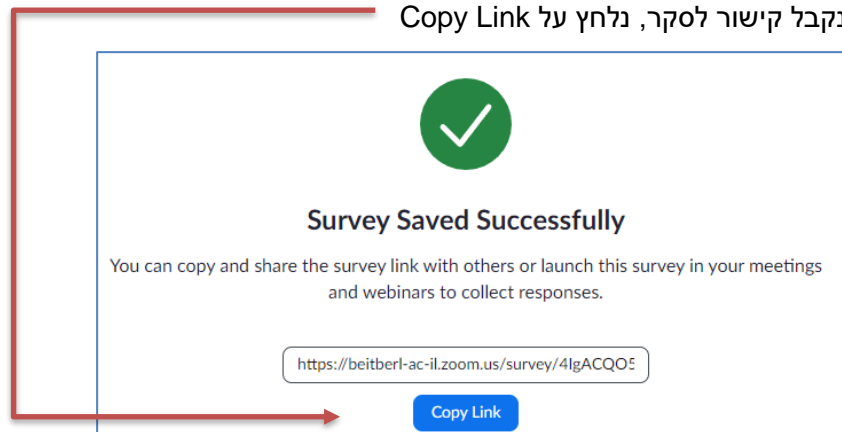 נקבל קישור לסקר, נלחץ על Copy Link
Survey Saved Successfully
You can copy and share the survey link with others or launch this survey in your meetings
and webinars to collect responses.
https://beitberl-ac-il.zoom.us/survey/4IgACQO5
Copy Link